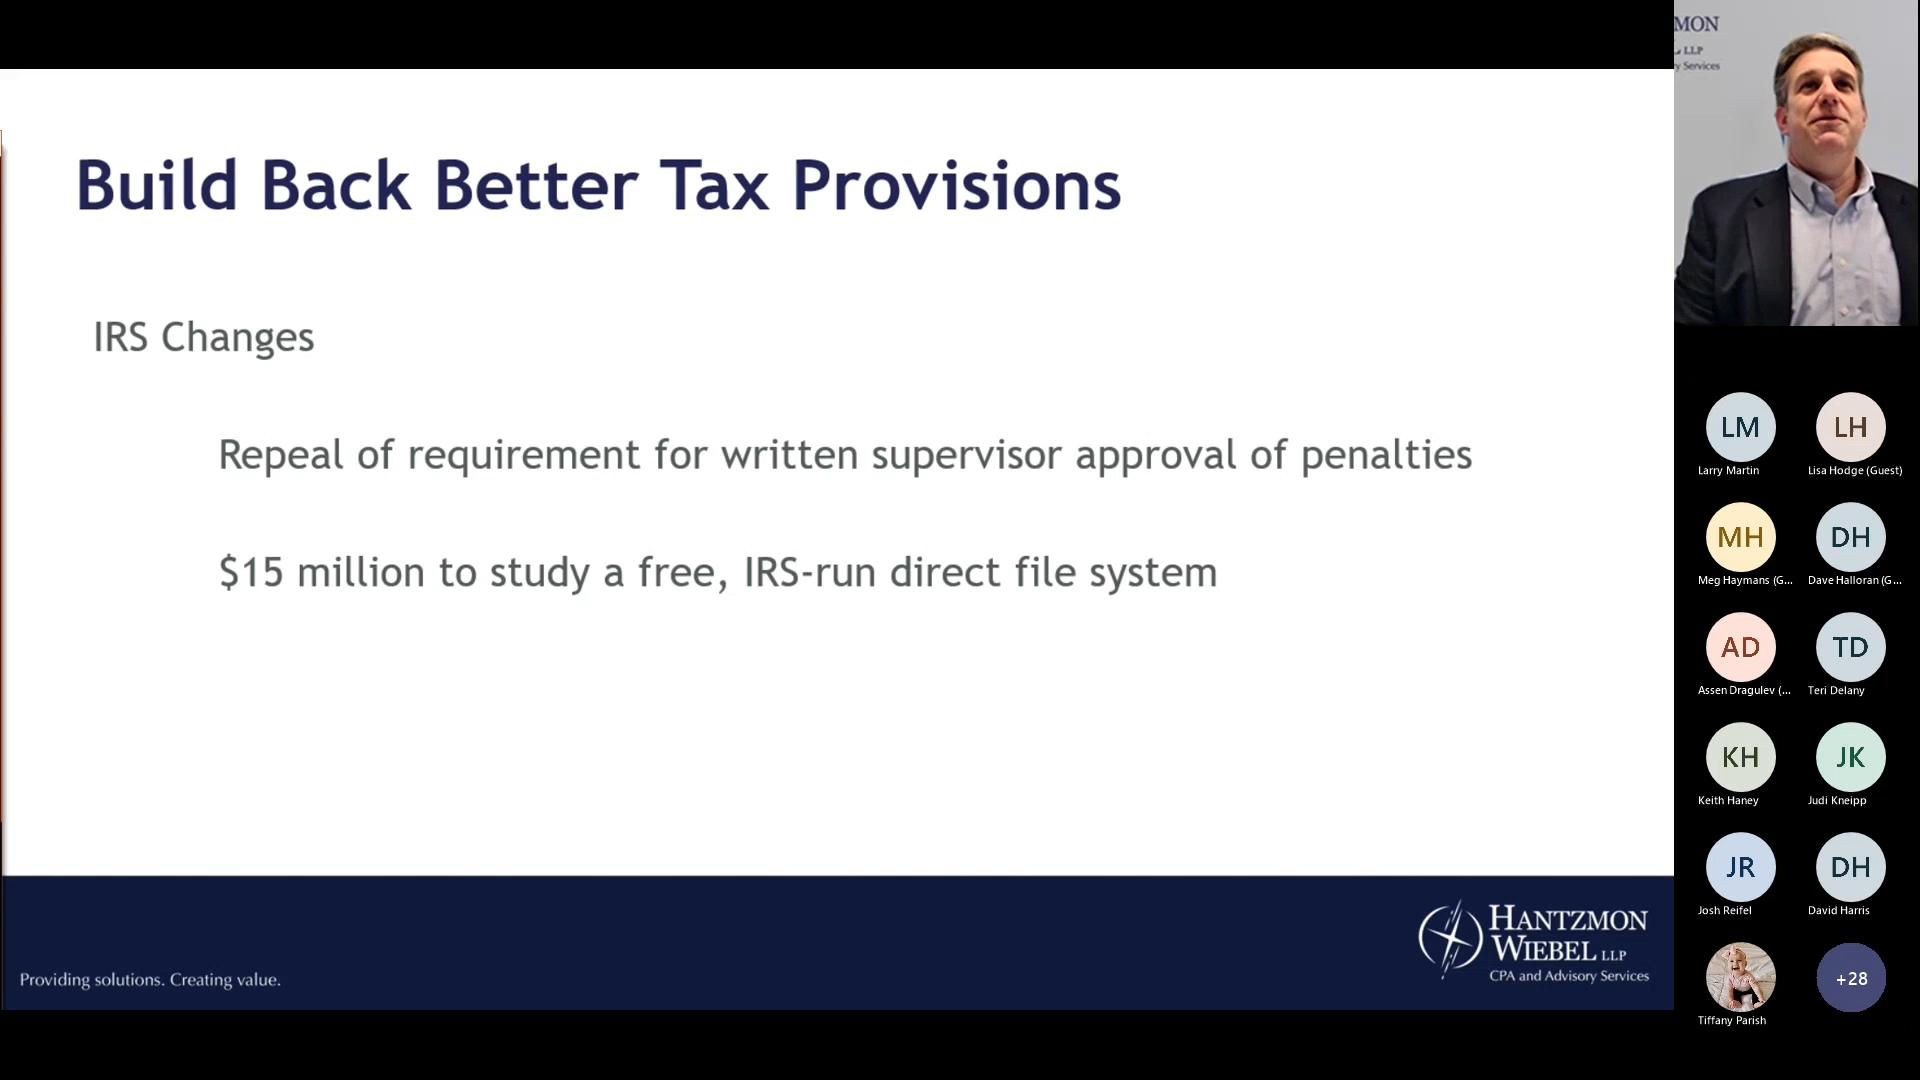 Build Back Better Tax Provisions
IRS Changes
Repeal of requirement for written supervisor approval of penalties
$15 million to study a free, IRS-run direct file system
Providing solutions. Creating value.
HANTZMON
WIEBEL LLP
CPA and Advisory Services
MON
LLP
Services
LM
Larry Martin
LH
Lisa Hodge (Guest)
MH
Meg Haymans (G...
DH
Dave Halloran (G...
AD
Assen Dragulev (...
TD
Teri Delany
KH
Keith Haney
JK
Judi Kneipp
JR
Josh Reifel
DH
David Harris
Tiffany Parish
+28